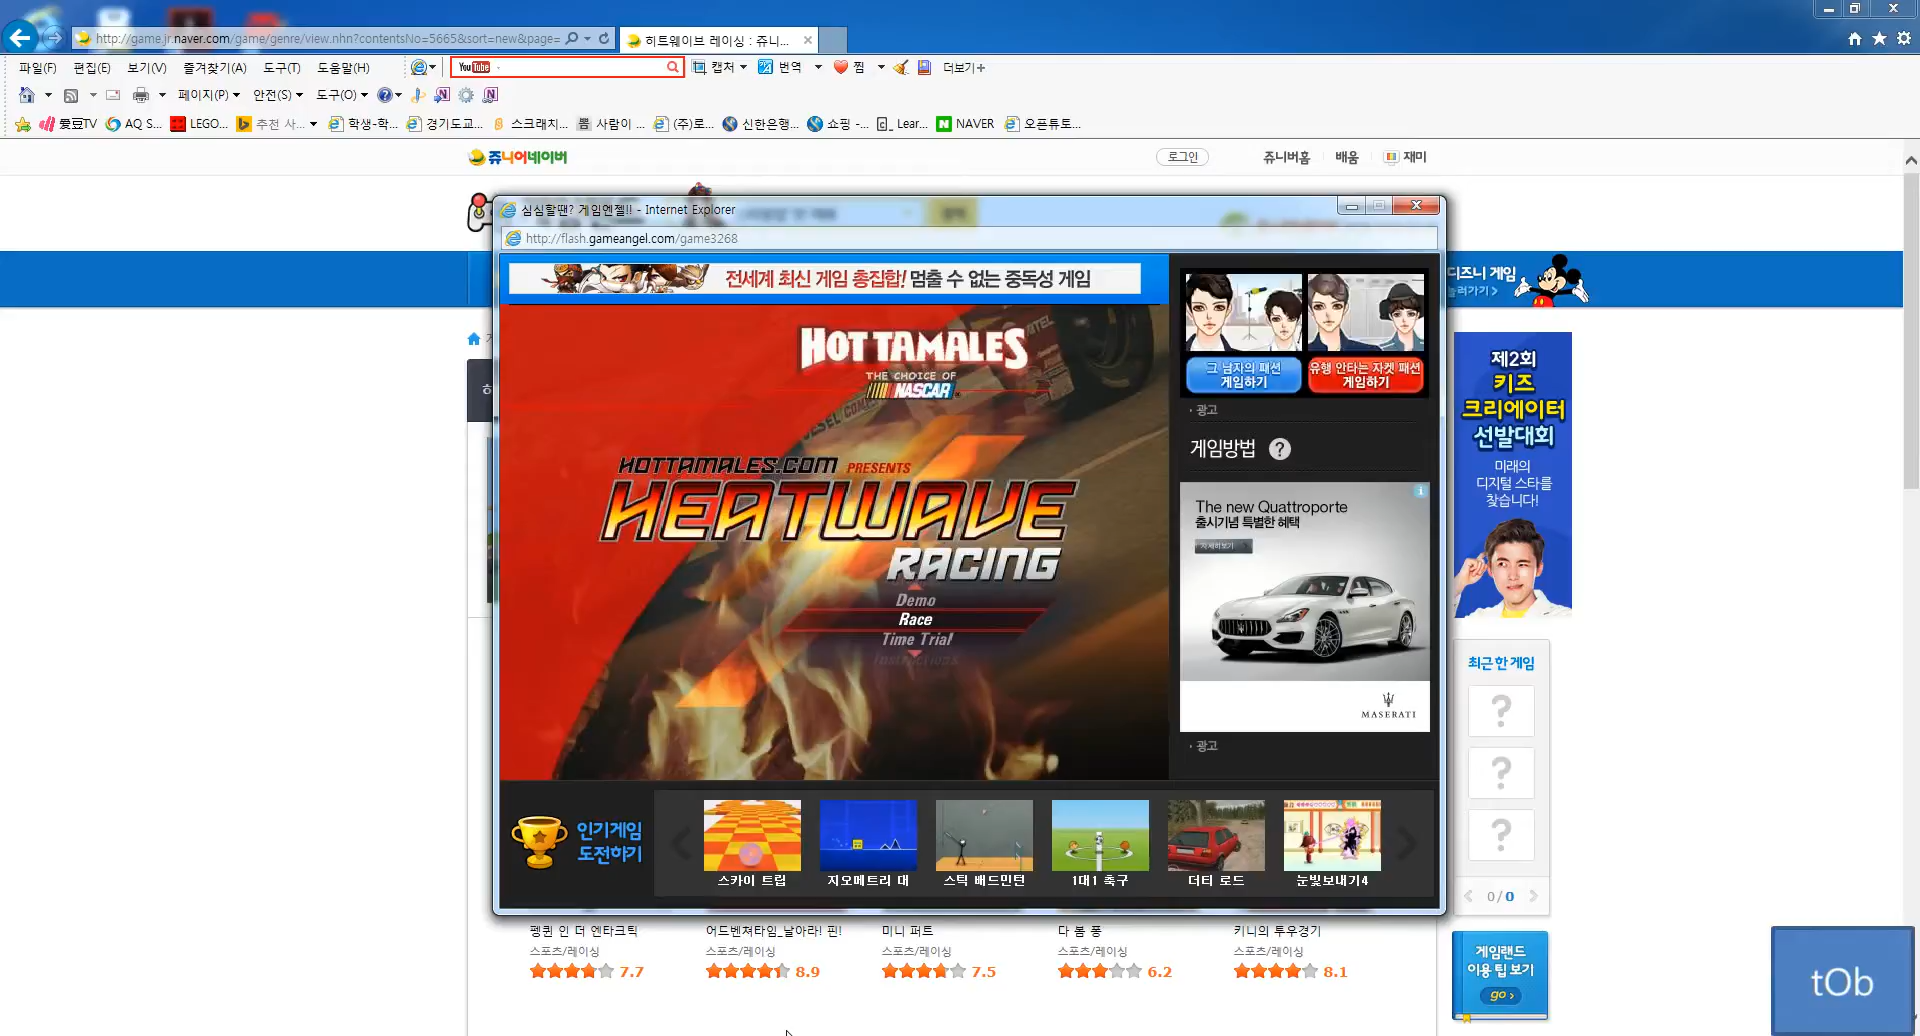 http://game.jr.naver.com/game/genre/view.nhn?contentsNo=5665&sort=new&page=
히트웨이브 레이싱 : 쥬니...
파일(F) 편집(E) 보기(V) 즐겨찾기(A) 도구(T) 도움말(H)
YouTube
캡처 번역 찜 더보기+
페이지(P) 안전(S) 도구(O)
爱豆TV AQ S... LEGO... 추천 사... 학생-학... 경기도교... 스크래치... 사람이 ... (주)로... 신한은행... 쇼핑 -... Lear... NAVER 오픈튜토...
쥬니어네이버
로그인 쥬니버홈 배움 재미
심심할땐? 게임엔젤!! - Internet Explorer
http://flash.gameangel.com/game3268
전세계 최신 게임 총집합! 멈출 수 없는 중독성 게임
그 남자의 패션
게임하기
유행 안타는 자켓 패션
게임하기
광고
게임방법 ?
HOT TAMALES
THE CHOICE OF
NASCAR
HOTTAMALES.COM PRESENTS
HEATWAVE
RACING
Demo
Race
Time Trial
Instructions
The new Quattroporte
출시기념 특별한 혜택
자세히보기
MASERATI
광고
인기게임
도전하기
스카이 트립
지오메트리 대
스틱 배드민턴
1대1 축구
더티 로드
눈빛보내기4
디즈니 게임
놀러가기 >
제2회
키즈
크리에이터
선발대회
미래의
디지털 스타를
찾습니다!
최근 한 게임
?
?
?
0 / 0
펭귄 인 더 엔타크틱
스포츠/레이싱
7.7
어드벤쳐타임_날아라! 핀!
스포츠/레이싱
8.9
미니 퍼트
스포츠/레이싱
7.5
다 봄 퐁
스포츠/레이싱
6.2
키니의 투우경기
스포츠/레이싱
8.1
게임랜드
이용 팁 보기
go >
tOb